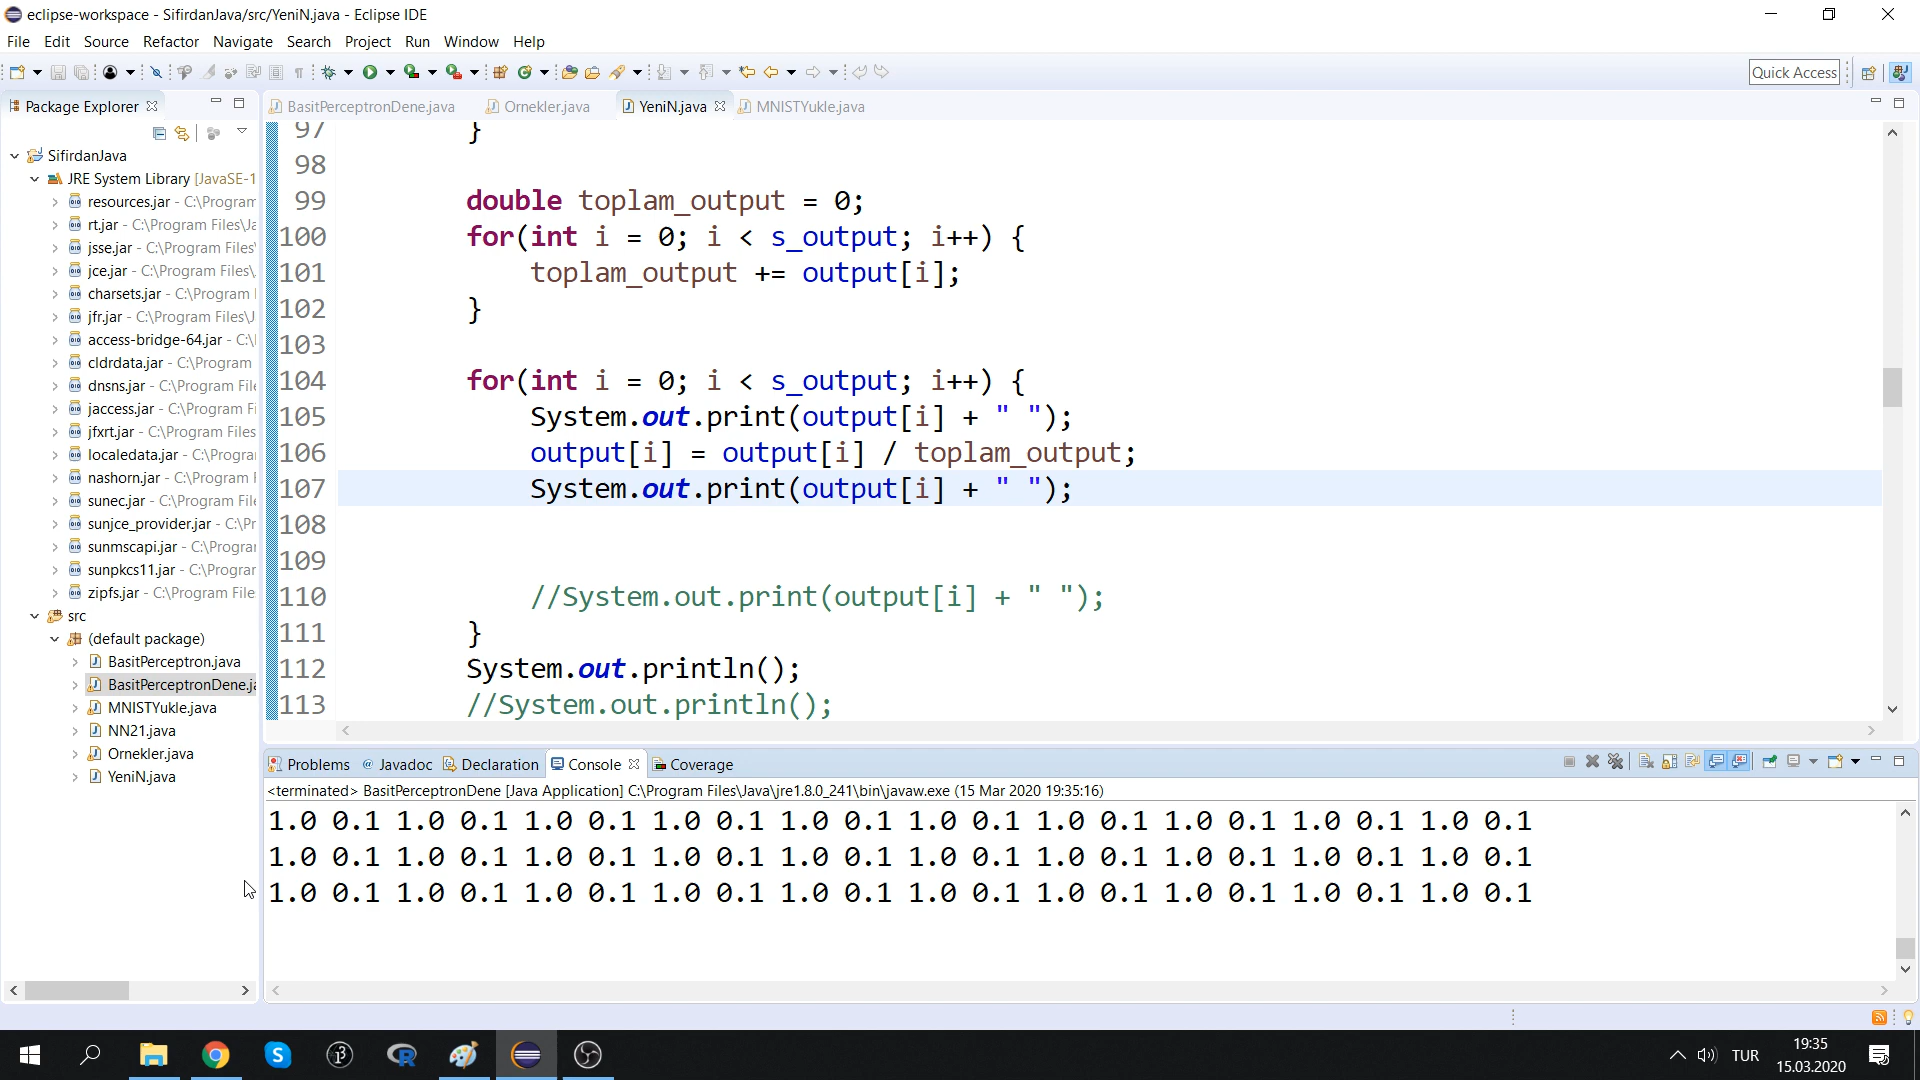 eclipse-workspace - SifirdanJava/src/YeniN.java - Eclipse IDE
File Edit Source Refactor Navigate Search Project Run Window Help
Quick Access
Package Explorer
BasitPerceptronDene.java Ornekler.java YeniN.java MNISTYukle.java
SifirdanJava
JRE System Library [JavaSE-1
resources.jar - C:\Program
rt.jar - C:\Program Files\Ja
jsse.jar - C:\Program Files'
jce.jar - C:\Program Files\
charsets.jar - C:\Program
jfr.jar - C:\Program Files\J
access-bridge-64.jar - C:\
cldrdata.jar - C:\Program
dnsns.jar - C:\Program File
jaccess.jar - C:\Program Fi
jfxrt.jar - C:\Program Files
localedata.jar - C:\Progra
nashorn.jar - C:\Program
sunec.jar - C:\Program File
sunjce_provider.jar - C:\Pr
sunmscapi.jar - C:\Progra
sunpkcs11.jar - C:\Progra
zipfs.jar - C:\Program File
src
(default package)
BasitPerceptron.java
BasitPerceptronDene.ja
MNISTYukle.java
NN21.java
Ornekler.java
YeniN.java
97 }
98
99 double toplam_output = 0;
100 for(int i = 0; i < s_output; i++) {
101 toplam_output += output[i];
102 }
103
104 for(int i = 0; i < s_output; i++) {
105 System.out.print(output[i] + " ");
106 output[i] = output[i] / toplam_output;
107 System.out.print(output[i] + " ");
108
109
110 //System.out.print(output[i] + " ");
111 }
112 System.out.println();
113 //System.out.println();
Problems Javadoc Declaration Console Coverage
<terminated> BasitPerceptronDene [Java Application] C:\Program Files\Java\jre1.8.0_241\bin\javaw.exe (15 Mar 2020 19:35:16)
1.0 0.1 1.0 0.1 1.0 0.1 1.0 0.1 1.0 0.1 1.0 0.1 1.0 0.1 1.0 0.1 1.0 0.1 1.0 0.1
1.0 0.1 1.0 0.1 1.0 0.1 1.0 0.1 1.0 0.1 1.0 0.1 1.0 0.1 1.0 0.1 1.0 0.1 1.0 0.1
1.0 0.1 1.0 0.1 1.0 0.1 1.0 0.1 1.0 0.1 1.0 0.1 1.0 0.1 1.0 0.1 1.0 0.1 1.0 0.1
TUR
19:35
15.03.2020